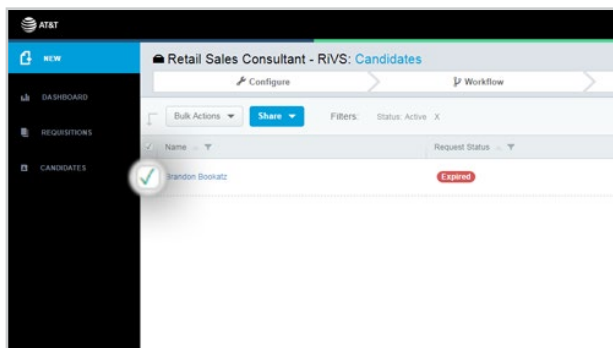 AT&T
NEW
DASHBOARD
REQUISITIONS
CANDIDATES
Retail Sales Consultant - RiVS: Candidates
Configure
Workflow
Bulk Actions Share Filters: Status: Active X
Name Request Status
Brandon Bookatz Expired